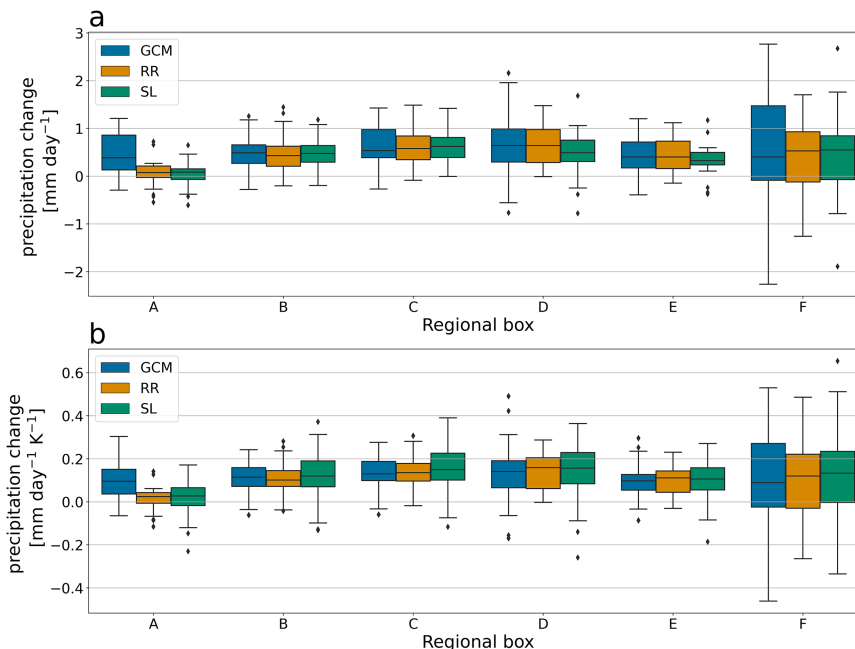 a
3
2
1
0
−1
−2
precipitation change
[mm day⁻¹]
GCM
RR
SL
A B C D E F
Regional box
b
0.6
0.4
0.2
0.0
−0.2
−0.4
precipitation change
[mm day⁻¹ K⁻¹]
GCM
RR
SL
A B C D E F
Regional box